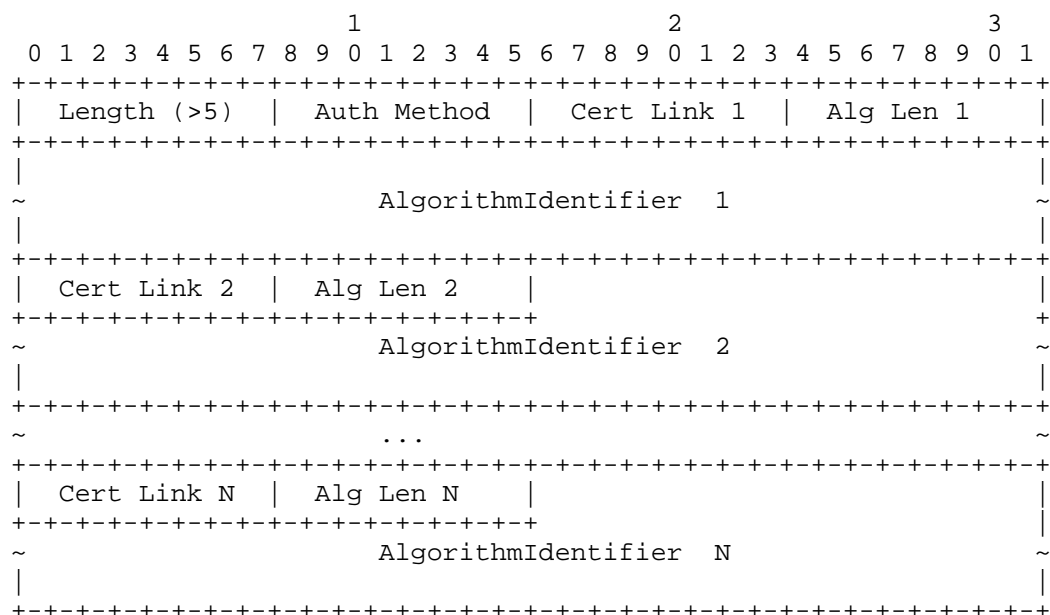 1                   2                   3
 0 1 2 3 4 5 6 7 8 9 0 1 2 3 4 5 6 7 8 9 0 1 2 3 4 5 6 7 8 9 0 1
+-+-+-+-+-+-+-+-+-+-+-+-+-+-+-+-+-+-+-+-+-+-+-+-+-+-+-+-+-+-+-+-+
|  Length (>5)  |  Auth Method  |  Cert Link 1  |  Alg Len 1    |
+-+-+-+-+-+-+-+-+-+-+-+-+-+-+-+-+-+-+-+-+-+-+-+-+-+-+-+-+-+-+-+-+
|                                                               |
~                      AlgorithmIdentifier  1                   ~
|                                                               |
+-+-+-+-+-+-+-+-+-+-+-+-+-+-+-+-+-+-+-+-+-+-+-+-+-+-+-+-+-+-+-+-+
|  Cert Link 2  |  Alg Len 2    |                               |
+-+-+-+-+-+-+-+-+-+-+-+-+-+-+-+-+                               +
~                      AlgorithmIdentifier  2                   ~
|                                                               |
+-+-+-+-+-+-+-+-+-+-+-+-+-+-+-+-+-+-+-+-+-+-+-+-+-+-+-+-+-+-+-+-+
~                      ...                                      ~
+-+-+-+-+-+-+-+-+-+-+-+-+-+-+-+-+-+-+-+-+-+-+-+-+-+-+-+-+-+-+-+-+
|  Cert Link N  |  Alg Len N    |                               |
+-+-+-+-+-+-+-+-+-+-+-+-+-+-+-+-+                               |
~                      AlgorithmIdentifier  N                   ~
|                                                               |
+-+-+-+-+-+-+-+-+-+-+-+-+-+-+-+-+-+-+-+-+-+-+-+-+-+-+-+-+-+-+-+-+